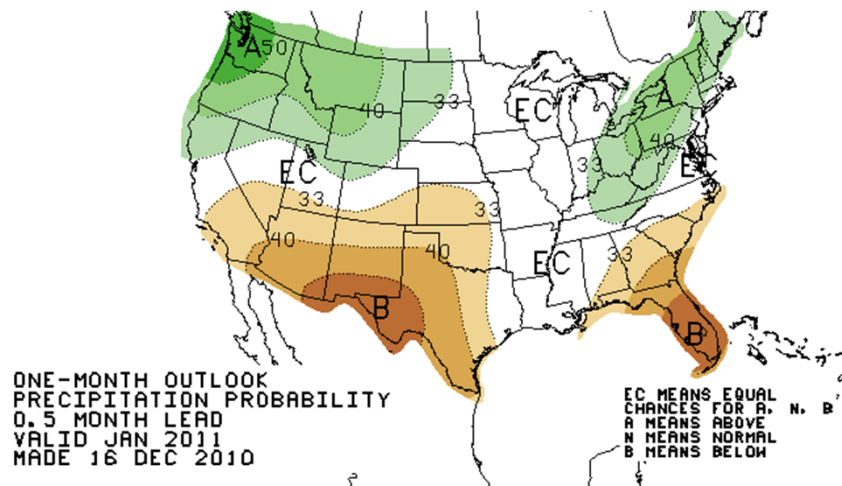 A50
33
40
EC
A
40
33
EC
EC
33
33
40
40
EC
33
B
B
ONE-MONTH OUTLOOK
PRECIPITATION PROBABILITY
0.5 MONTH LEAD
VALID JAN 2011
MADE 16 DEC 2010
EC MEANS EQUAL
CHANCES FOR A, N, B
A MEANS ABOVE
N MEANS NORMAL
B MEANS BELOW